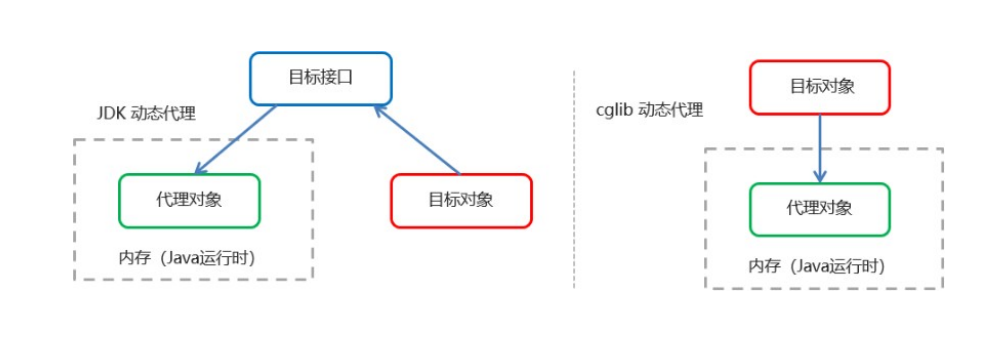 目标接口
JDK 动态代理
代理对象
目标对象
内存（Java运行时）
目标对象
cglib 动态代理
代理对象
内存（Java运行时）